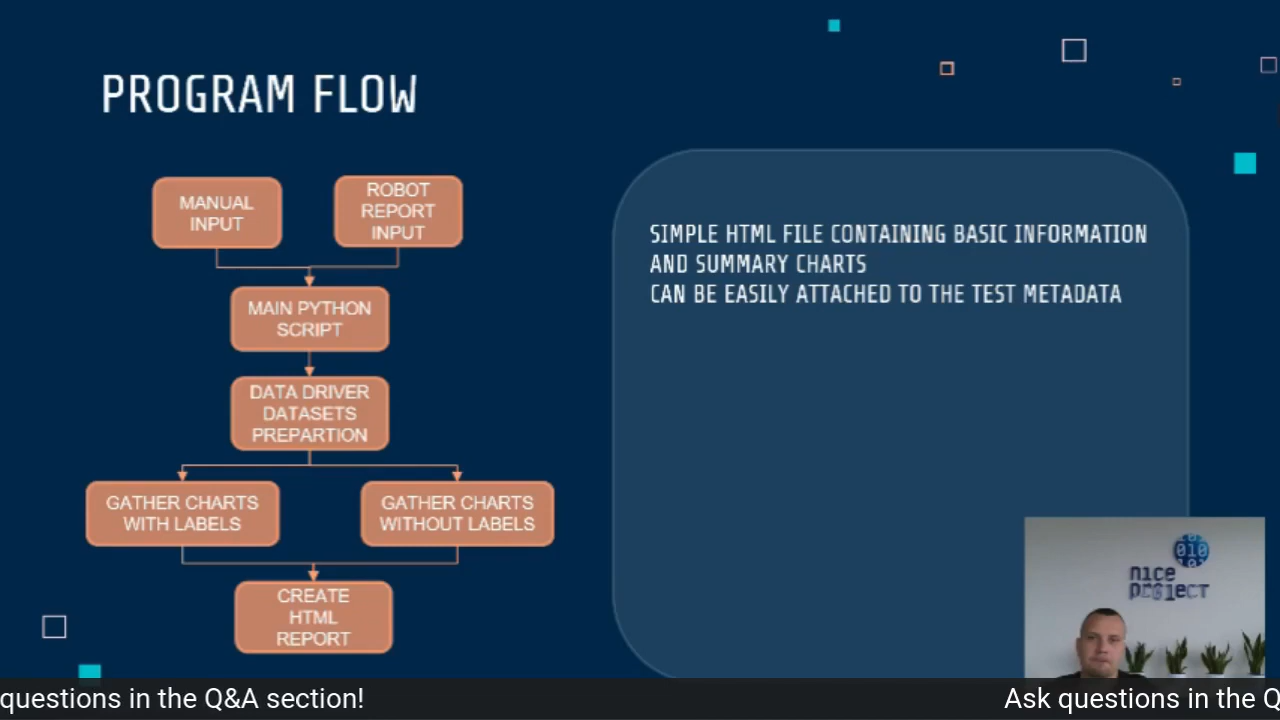 PROGRAM FLOW
MANUAL
INPUT
ROBOT
REPORT
INPUT
MAIN PYTHON
SCRIPT
DATA DRIVER
DATASETS
PREPARTION
GATHER CHARTS
WITH LABELS
GATHER CHARTS
WITHOUT LABELS
CREATE
HTML
REPORT
SIMPLE HTML FILE CONTAINING BASIC INFORMATION
AND SUMMARY CHARTS
CAN BE EASILY ATTACHED TO THE TEST METADATA
010
nice
project
questions in the Q&A section!
Ask questions in the Q